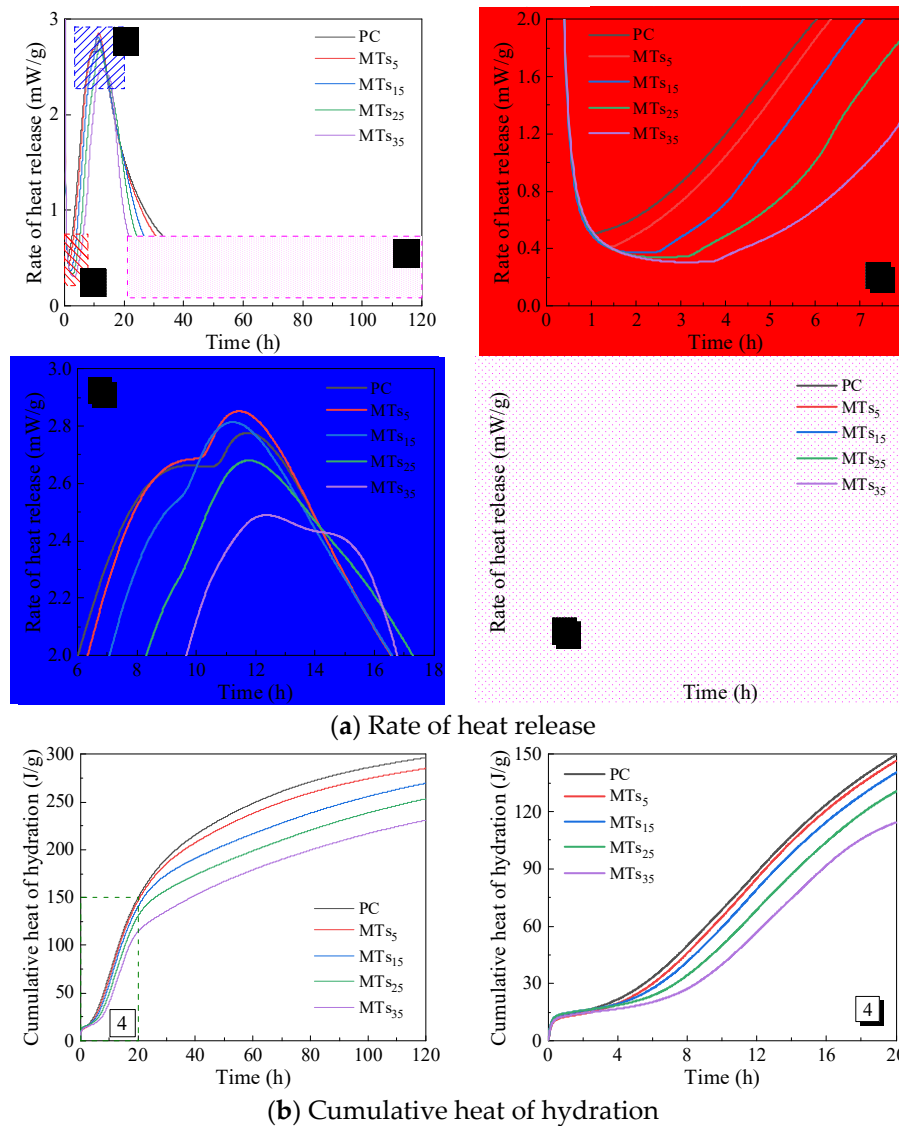 Rate of heat release (mW/g)
3
2
1
0
0 20 40 60 80 100 120
Time (h)
PC
MTs5
MTs15
MTs25
MTs35
Rate of heat release (mW/g)
2.0
1.6
1.2
0.8
0.4
0.0
0 1 2 3 4 5 6 7
Time (h)
PC
MTs5
MTs15
MTs25
MTs35
Rate of heat release (mW/g)
3.0
2.8
2.6
2.4
2.2
2.0
6 8 10 12 14 16 18
Time (h)
PC
MTs5
MTs15
MTs25
MTs35
Rate of heat release (mW/g)
Time (h)
PC
MTs5
MTs15
MTs25
MTs35
(a) Rate of heat release
Cumulative heat of hydration (J/g)
300
250
200
150
100
50
0
0 20 40 60 80 100 120
Time (h)
PC
MTs5
MTs15
MTs25
MTs35
4
Cumulative heat of hydration (J/g)
150
120
90
60
30
0
0 4 8 12 16 20
Time (h)
PC
MTs5
MTs15
MTs25
MTs35
4
(b) Cumulative heat of hydration